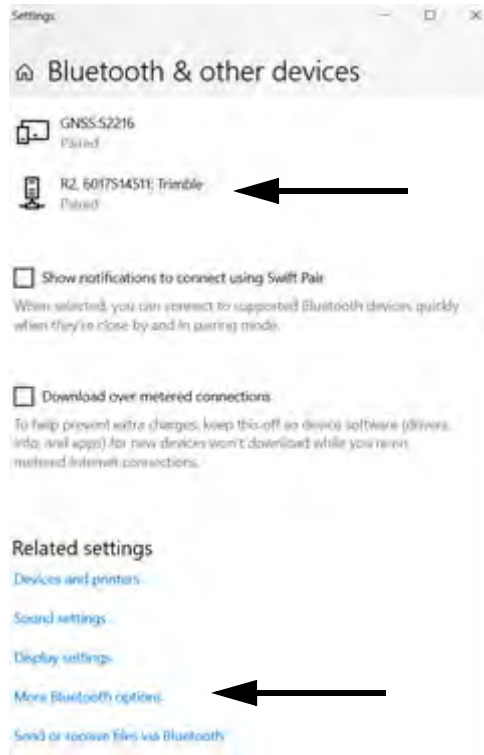 Settings
Bluetooth & other devices
GNSS:52216
Paired
R2, 6017514511: Trimble
Paired
Show notifications to connect using Swift Pair
When selected, you can connect to supported Bluetooth devices quickly
when they're close by and in pairing mode.
Download over metered connections
To help prevent extra charges, keep this off so device software (drivers,
info, and apps) for new devices won't download while you're on
metered Internet connections.
Related settings
Devices and printers
Sound settings
Display settings
More Bluetooth options
Send or receive files via Bluetooth